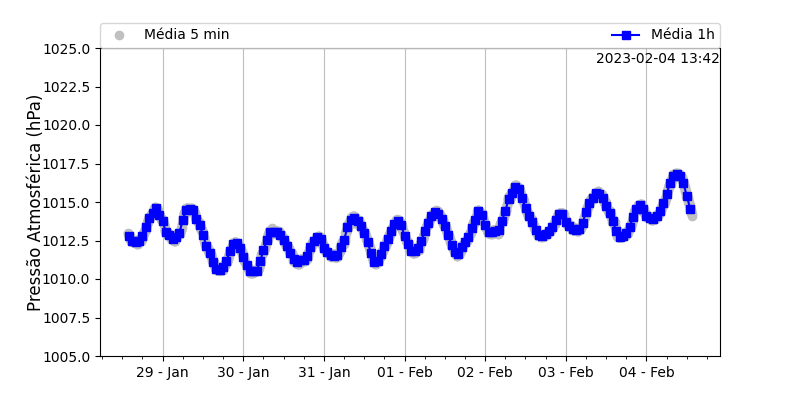 Média 5 min
Média 1h
2023-02-04 13:42
Pressão Atmosférica (hPa)
1025.0
1022.5
1020.0
1017.5
1015.0
1012.5
1010.0
1007.5
1005.0
29 - Jan
30 - Jan
31 - Jan
01 - Feb
02 - Feb
03 - Feb
04 - Feb